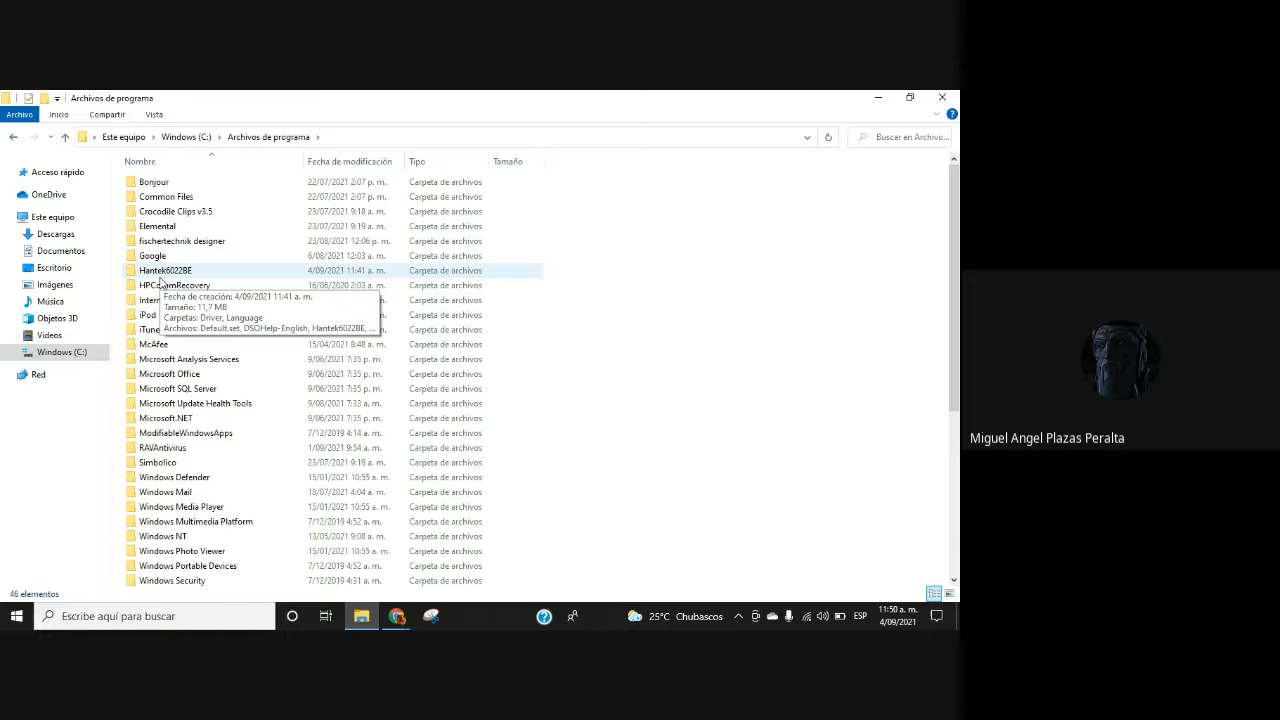 Archivos de programa
Archivo Inicio Compartir Vista
Este equipo Windows (C:) Archivos de programa Buscar en Archivo...
Nombre Fecha de modificación Tipo Tamaño
Acceso rápido
OneDrive
Este equipo
Descargas
Documentos
Escritorio
Imágenes
Música
Objetos 3D
Videos
Windows (C:)
Red
Bonjour 22/07/2021 2:07 p. m. Carpeta de archivos
Common Files 22/07/2021 2:07 p. m. Carpeta de archivos
Crocodile Clips v3.5 23/07/2021 9:18 a. m. Carpeta de archivos
Elemental 23/07/2021 9:19 a. m. Carpeta de archivos
fischertechnik designer 23/08/2021 12:06 p. m. Carpeta de archivos
Google 6/08/2021 12:03 a. m. Carpeta de archivos
Hantek6022BE 4/09/2021 11:41 a. m. Carpeta de archivos
16/06/2020 2:03 a. m. Carpeta de archivos
Fecha de creación: 4/09/2021 11:41 a. m.
Tamaño: 11,7 MB
Carpetas: Driver, Language
Archivos: Default.set, DSOHelp-English, Hantek6022BE, ...
Carpeta de archivos
iPod Carpeta de archivos
Carpeta de archivos
McAfee 15/04/2021 8:48 a. m. Carpeta de archivos
Microsoft Analysis Services 9/06/2021 7:35 p. m. Carpeta de archivos
Microsoft Office 9/06/2021 7:35 p. m. Carpeta de archivos
Microsoft SQL Server 9/06/2021 7:35 p. m. Carpeta de archivos
Microsoft Update Health Tools 9/08/2021 7:33 a. m. Carpeta de archivos
Microsoft.NET 9/06/2021 7:35 p. m. Carpeta de archivos
ModifiableWindowsApps 7/12/2019 4:14 a. m. Carpeta de archivos
RAVAntivirus 1/09/2021 9:54 a. m. Carpeta de archivos
Simbolico 23/07/2021 9:19 a. m. Carpeta de archivos
Windows Defender 15/01/2021 10:55 a. m. Carpeta de archivos
Windows Mail 18/07/2021 4:04 a. m. Carpeta de archivos
Windows Media Player 15/01/2021 10:55 a. m. Carpeta de archivos
Windows Multimedia Platform 7/12/2019 4:52 a. m. Carpeta de archivos
Windows NT 13/05/2021 9:08 a. m. Carpeta de archivos
Windows Photo Viewer 15/01/2021 10:55 a. m. Carpeta de archivos
Windows Portable Devices 7/12/2019 4:52 a. m. Carpeta de archivos
Windows Security 7/12/2019 4:31 a. m. Carpeta de archivos
46 elementos
Escribe aquí para buscar
25°C Chubascos
ESP
11:50 a. m.
4/09/2021
Miguel Angel Plazas Peralta